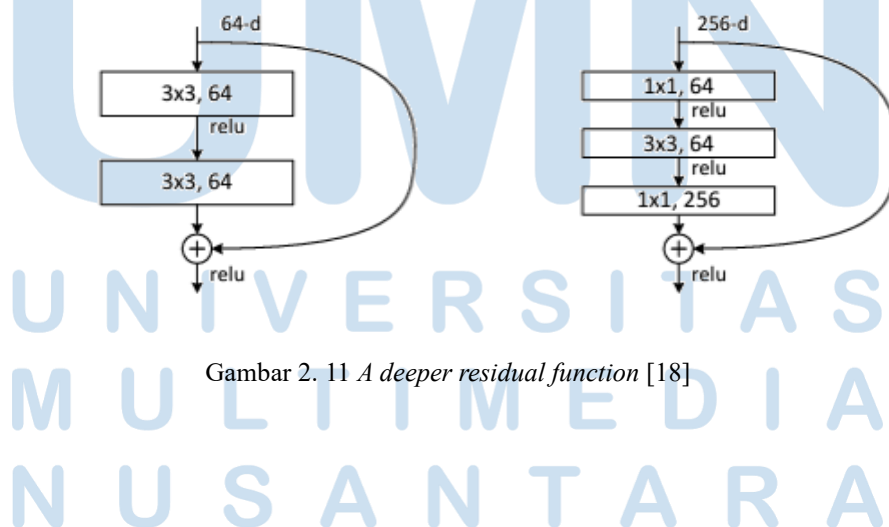 UMN
64-d
3x3, 64
relu
3x3, 64
+
relu
256-d
1x1, 64
relu
3x3, 64
relu
1x1, 256
+
relu
UNIVERSITAS
Gambar 2. 11 A deeper residual function [18]
MULTIMEDIA
NUSANTARA